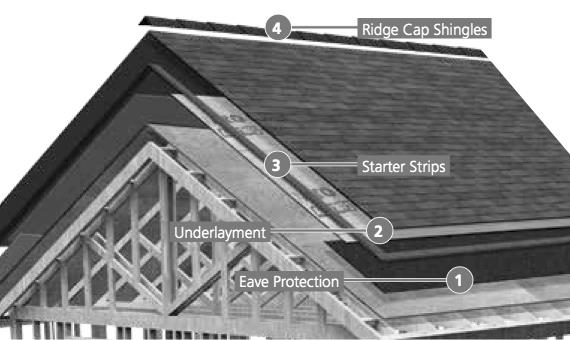 4 Ridge Cap Shingles
3 Starter Strips
Underlayment 2
Eave Protection 1